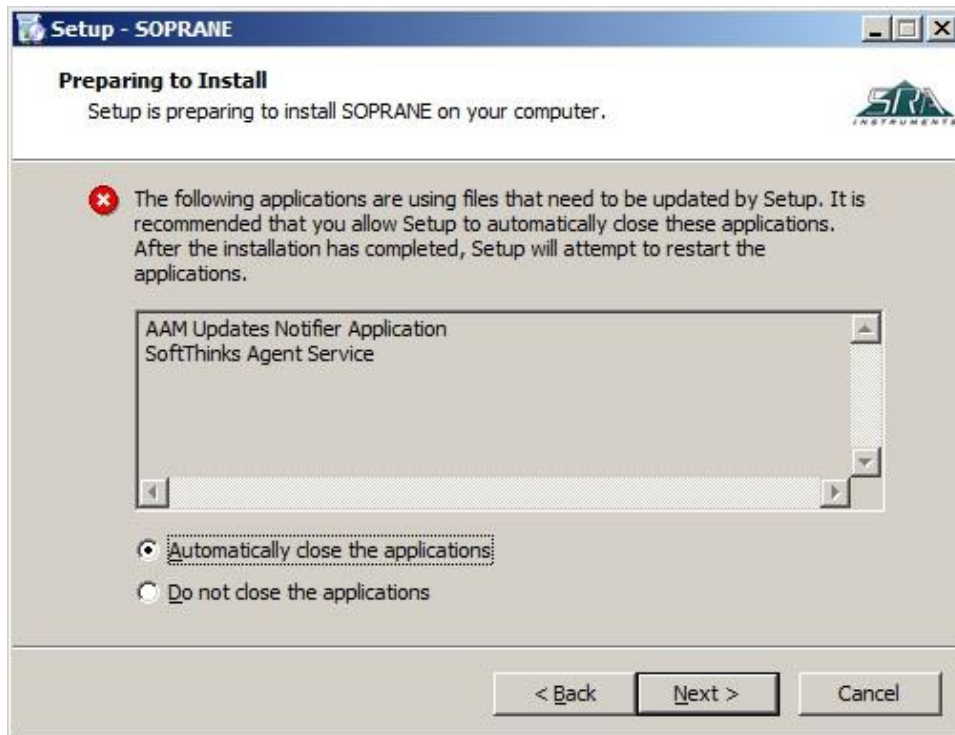 Setup - SOPRANE
Preparing to Install
Setup is preparing to install SOPRANE on your computer.
SRA
INSTRUMENTS
The following applications are using files that need to be updated by Setup. It is
recommended that you allow Setup to automatically close these applications.
After the installation has completed, Setup will attempt to restart the
applications.
AAM Updates Notifier Application
SoftThinks Agent Service
Automatically close the applications
Do not close the applications
< Back
Next >
Cancel